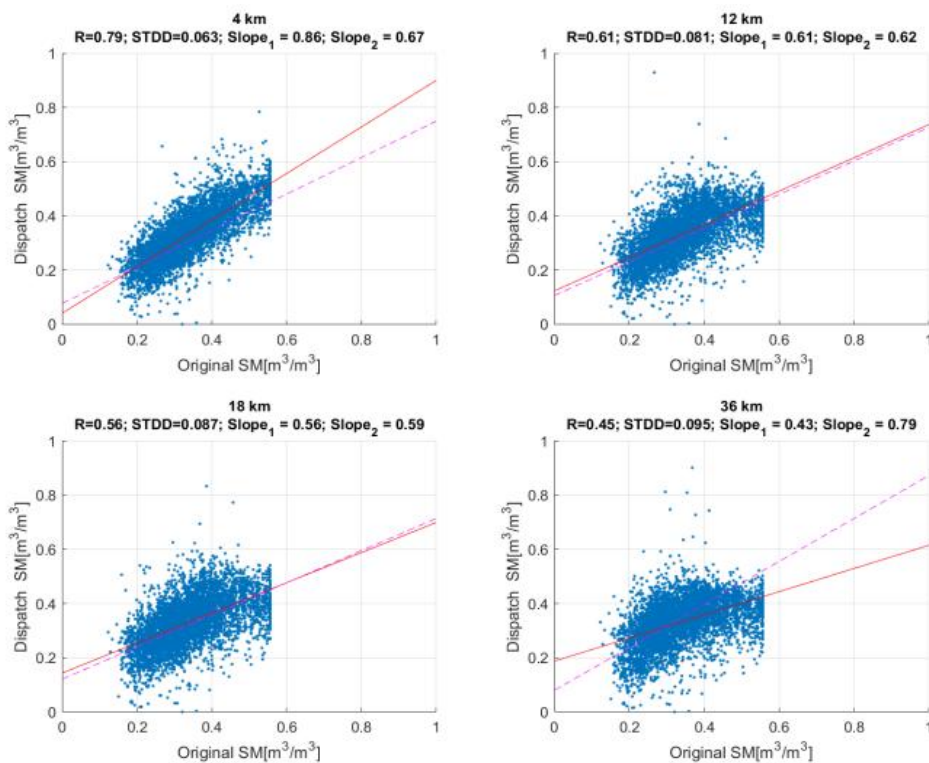 4 km
R=0.79; STDD=0.063; Slope₁ = 0.86; Slope₂ = 0.67
1
0.8
0.6
0.4
0.2
0
Dispatch SM[m³/m³]
0 0.2 0.4 0.6 0.8 1
Original SM[m³/m³]
12 km
R=0.61; STDD=0.081; Slope₁ = 0.61; Slope₂ = 0.62
1
0.8
0.6
0.4
0.2
0
Dispatch SM[m³/m³]
0 0.2 0.4 0.6 0.8 1
Original SM[m³/m³]
18 km
R=0.56; STDD=0.087; Slope₁ = 0.56; Slope₂ = 0.59
1
0.8
0.6
0.4
0.2
0
Dispatch SM[m³/m³]
0 0.2 0.4 0.6 0.8 1
Original SM[m³/m³]
36 km
R=0.45; STDD=0.095; Slope₁ = 0.43; Slope₂ = 0.79
1
0.8
0.6
0.4
0.2
0
Dispatch SM[m³/m³]
0 0.2 0.4 0.6 0.8 1
Original SM[m³/m³]